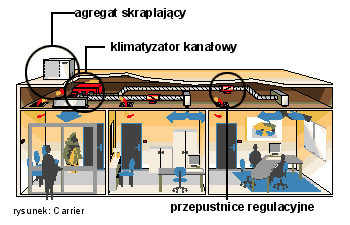 agregat skraplający
klimatyzator kanałowy
przepustnice regulacyjne
rysunek: Carrier